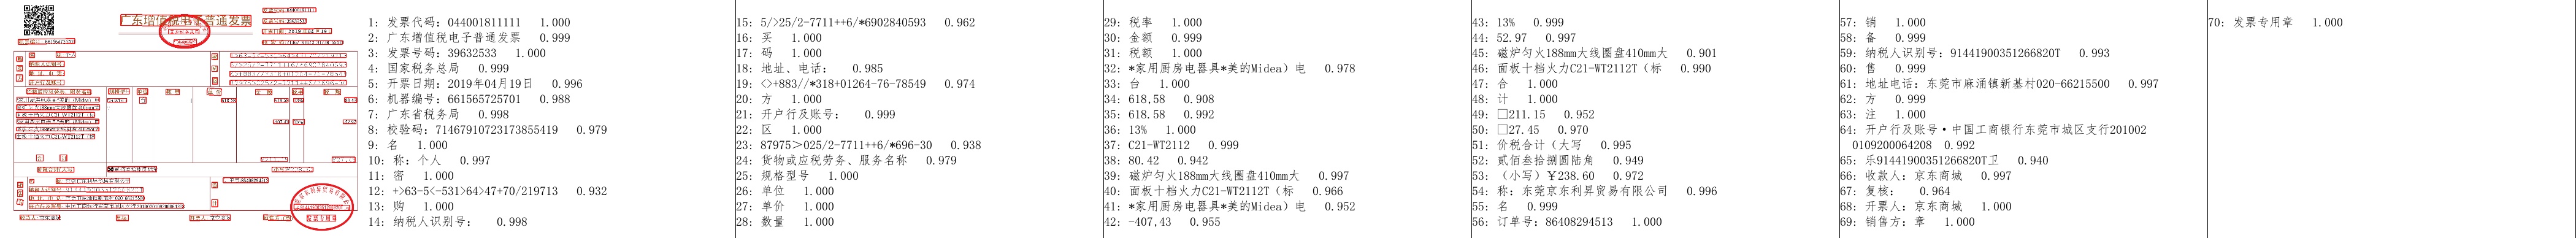 广东增值税电子普通发票
1: 发票代码：044001811111 1.000
2: 广东增值税电子普通发票 0.999
3: 发票号码：39632533 1.000
4: 国家税务总局 0.999
5: 开票日期：2019年04月19日 0.996
6: 机器编号：661565725701 0.988
7: 广东省税务局 0.998
8: 校验码：71467910723173855419 0.979
9: 名 1.000
10: 称：个人 0.997
11: 密 1.000
12: +>63-5<-531>64>47+70/219713 0.932
13: 购 1.000
14: 纳税人识别号： 0.998
15: 5/>25/2-7711++6/*6902840593 0.962
16: 买 1.000
17: 码 1.000
18: 地址、电话： 0.985
19: <>+883//*318+01264-76-78549 0.974
20: 方 1.000
21: 开户行及账号： 0.999
22: 区 1.000
23: 87975＞025/2-7711++6/*696-30 0.938
24: 货物或应税劳务、服务名称 0.979
25: 规格型号 1.000
26: 单位 1.000
27: 单价 1.000
28: 数量 1.000
29: 税率 1.000
30: 金额 0.999
31: 税额 1.000
32: *家用厨房电器具*美的Midea）电 0.978
33: 台 1.000
34: 618.58 0.908
35: 618.58 0.992
36: 13% 1.000
37: C21-WT2112 0.999
38: 80.42 0.942
39: 磁炉匀火188mm大线圈盘410mm大 0.997
40: 面板十档火力C21-WT2112T（标 0.966
41: *家用厨房电器具*美的Midea）电 0.952
42: -407,43 0.955
43: 13% 0.999
44: 52.97 0.997
45: 磁炉匀火188mm大线圈盘410mm大 0.901
46: 面板十档火力C21-WT2112T（标 0.990
47: 合 1.000
48: 计 1.000
49: □211.15 0.952
50: □27.45 0.970
51: 价税合计（大写 0.995
52: 贰佰叁拾捌圆陆角 0.949
53: （小写）￥238.60 0.972
54: 称：东莞京东利昇贸易有限公司 0.996
55: 名 0.999
56: 订单号：86408294513 1.000
57: 销 1.000
58: 备 0.999
59: 纳税人识别号：91441900351266820T 0.993
60: 售 0.999
61: 地址电话：东莞市麻涌镇新基村020-66215500 0.997
62: 方 0.999
63: 注 1.000
64: 开户行及账号·中国工商银行东莞市城区支行201002
0109200064208 0.992
65: 乐91441900351266820T卫 0.940
66: 收款人：京东商城 0.997
67: 复核： 0.964
68: 开票人：京东商城 1.000
69: 销售方：章 1.000
70: 发票专用章 1.000